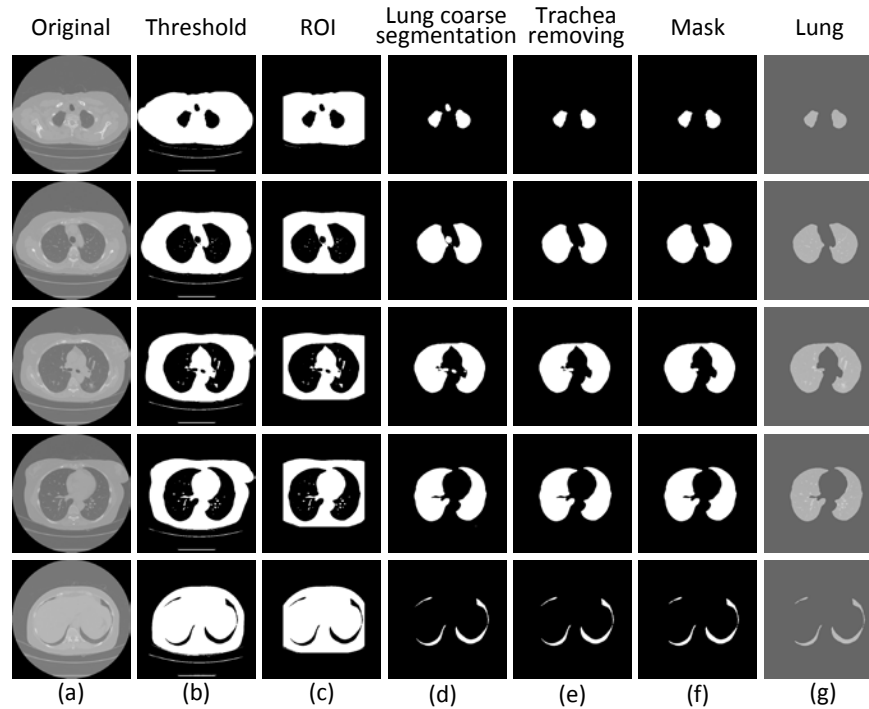 Original Threshold ROI Lung coarse segmentation Trachea removing Mask Lung
(a) (b) (c) (d) (e) (f) (g)